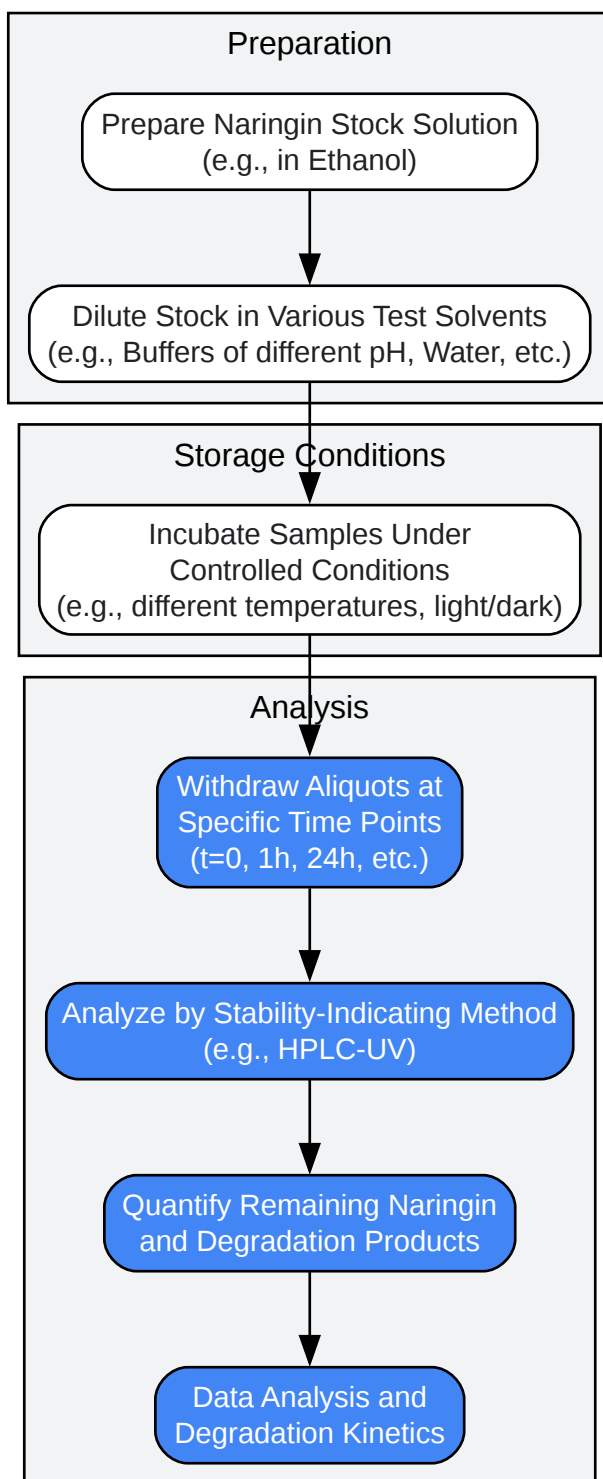 Preparation
Prepare Naringin Stock Solution
(e.g., in Ethanol)
Dilute Stock in Various Test Solvents
(e.g., Buffers of different pH, Water, etc.)
Storage Conditions
Incubate Samples Under
Controlled Conditions
(e.g., different temperatures, light/dark)
Analysis
Withdraw Aliquots at
Specific Time Points
(t=0, 1h, 24h, etc.)
Analyze by Stability-Indicating Method
(e.g., HPLC-UV)
Quantify Remaining Naringin
and Degradation Products
Data Analysis and
Degradation Kinetics